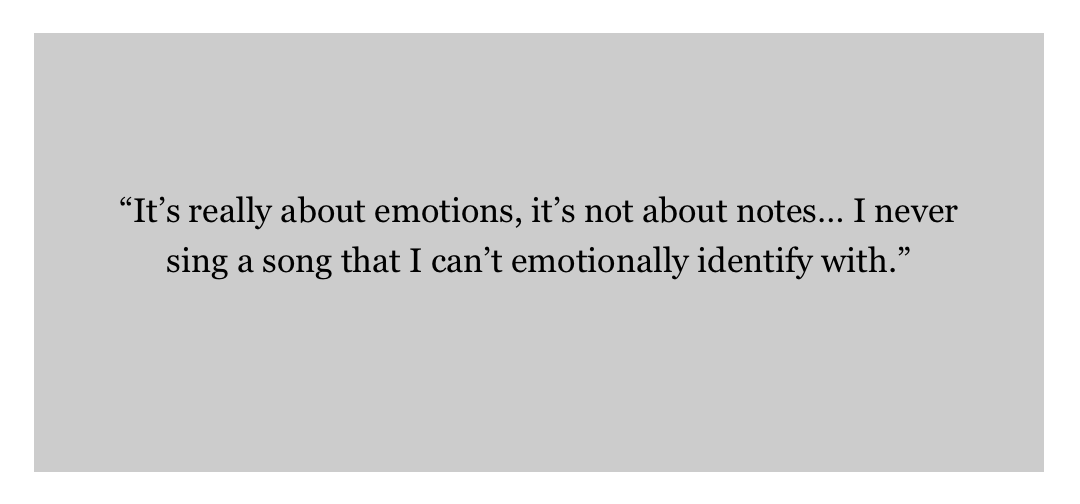 “It’s really about emotions, it’s not about notes... I never
sing a song that I can’t emotionally identify with.”